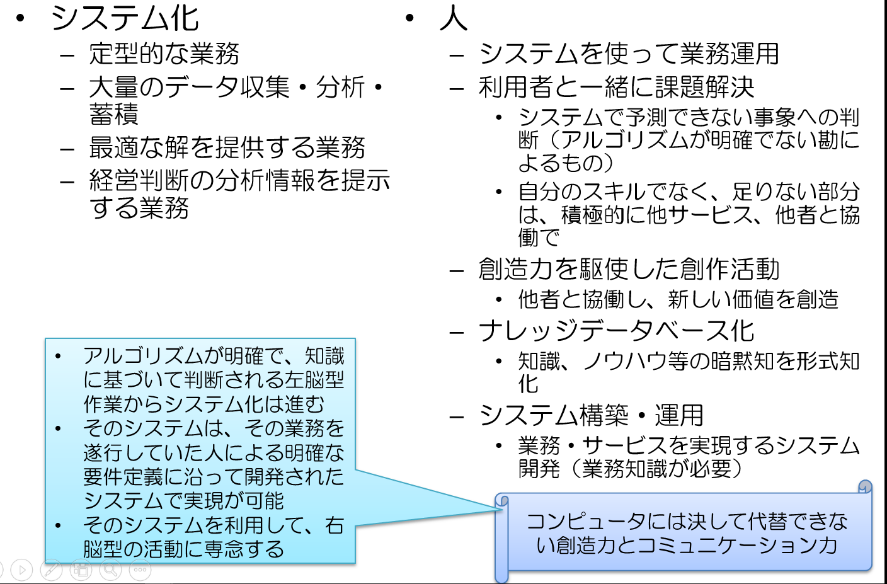 • システム化
– 定型的な業務
– 大量のデータ収集・分析・
蓄積
– 最適な解を提供する業務
– 経営判断の分析情報を提示
する業務
• アルゴリズムが明確で、知識
に基づいて判断される左脳型
作業からシステム化は進む
• そのシステムは、その業務を
遂行していた人による明確な
要件定義に沿って開発された
システムで実現が可能
• そのシステムを利用して、右
脳型の活動に専念する
• 人
– システムを使って業務運用
– 利用者と一緒に課題解決
• システムで予測できない事象への判
断（アルゴリズムが明確でない勘に
よるもの）
• 自分のスキルでなく、足りない部分
は、積極的に他サービス、他者と協
働で
– 創造力を駆使した創作活動
• 他者と協働し、新しい価値を創造
– ナレッジデータベース化
• 知識、ノウハウ等の暗黙知を形式知
化
– システム構築・運用
• 業務・サービスを実現するシステム
開発（業務知識が必要）
コンピュータには決して代替できな
い創造力とコミュニケーション力